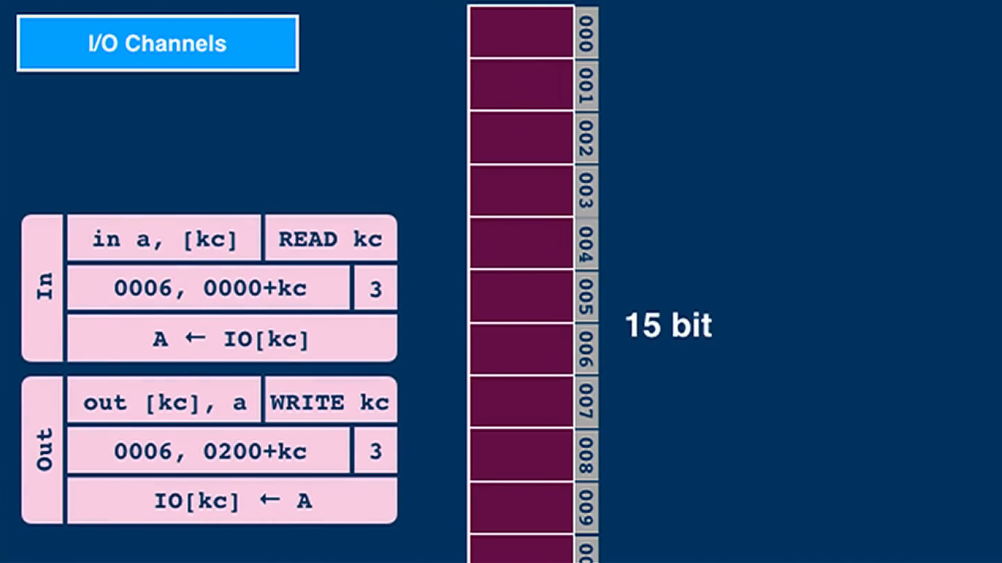 I/O Channels
In
in a, [kc] READ kc
0006, 0000+kc 3
A ← IO[kc]
Out
out [kc], a WRITE kc
0006, 0200+kc 3
IO[kc] ← A
000
001
002
003
004
005
006
007
008
009
15 bit